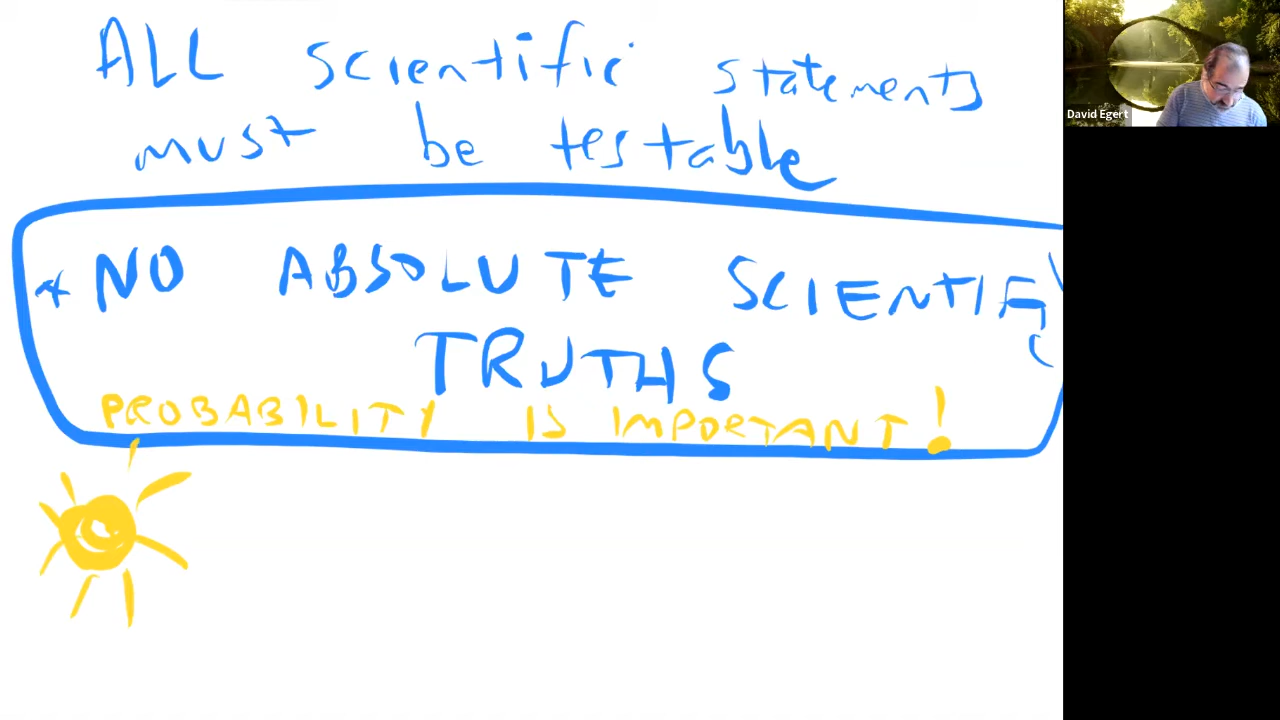 ALL scientific statements
must be testable
* NO ABSOLUTE SCIENTIFIC
TRUTHS
PROBABILITY IS IMPORTANT!
David Egert